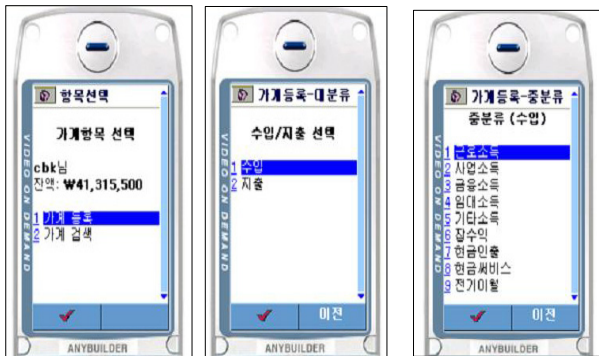 항목선택
가계항목 선택
cbk님
잔액: ₩41,315,500
1 가계 등록
2 가계 검색
VIDEO ON DEMAND
ANYBUILDER
가계등록-대분류
수입/지출 선택
1 수입
2 지출
이전
VIDEO ON DEMAND
ANYBUILDER
가계등록-중분류
중분류 (수입)
1 근로소득
2 사업소득
3 금융소득
4 임대소득
5 기타소득
6 잡수익
7 현금인출
8 현금써비스
9 전기이월
이전
VIDEO ON DEMAND
ANYBUILDER